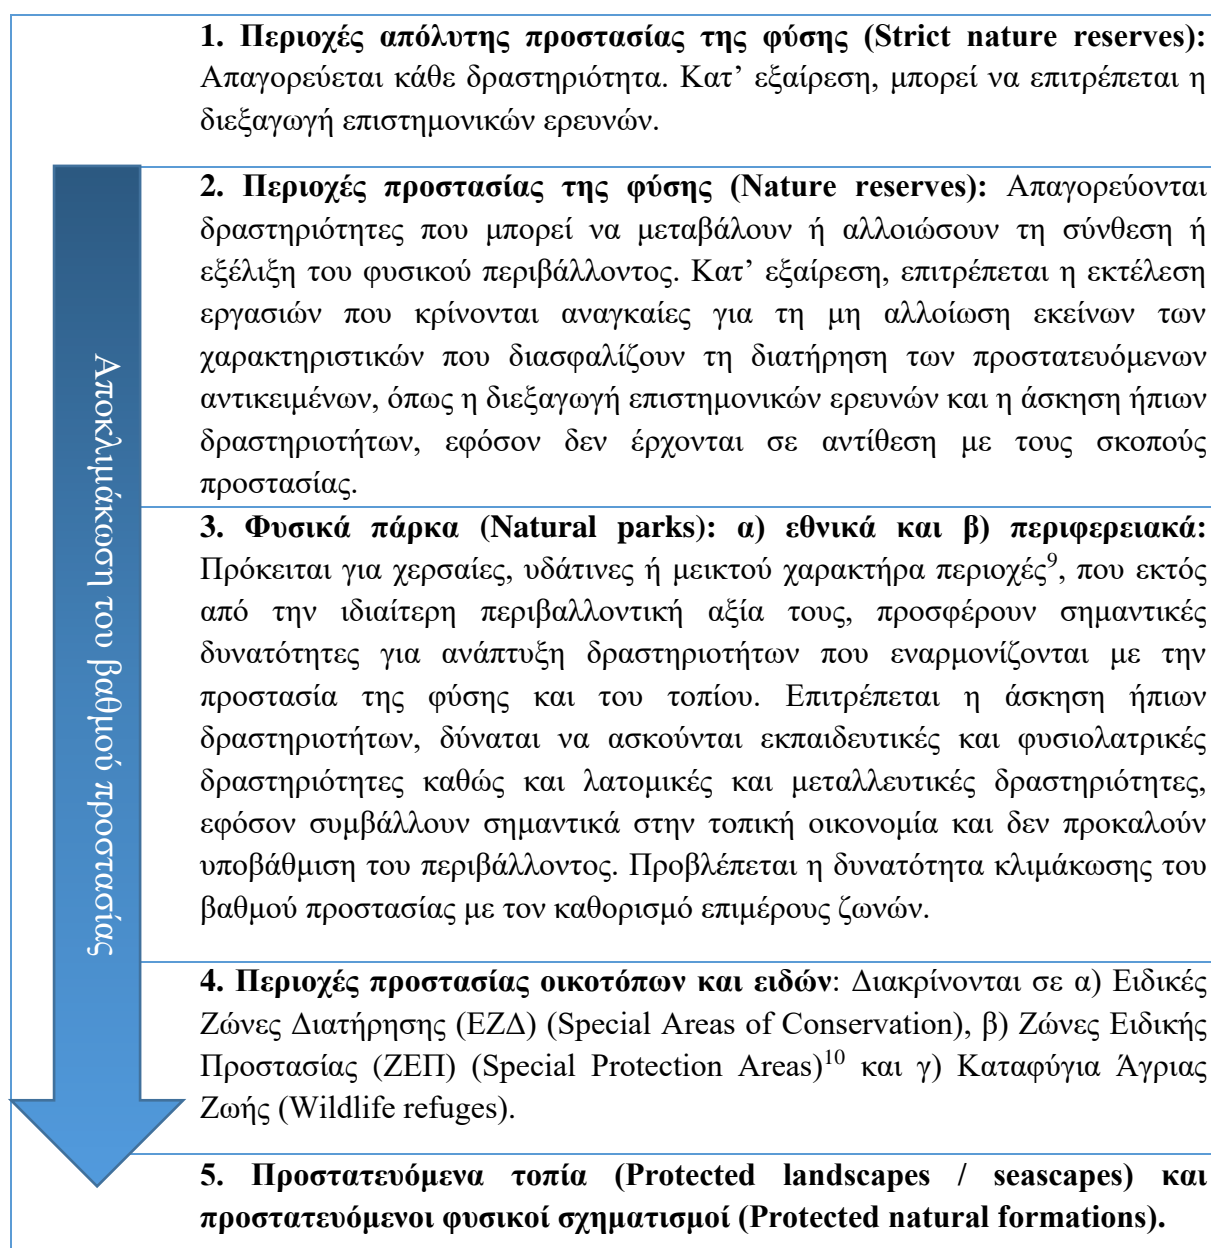 1. Περιοχές απόλυτης προστασίας της φύσης (Strict nature reserves):
Απαγορεύεται κάθε δραστηριότητα. Κατ’ εξαίρεση, μπορεί να επιτρέπεται η
διεξαγωγή επιστημονικών ερευνών.
2. Περιοχές προστασίας της φύσης (Nature reserves): Απαγορεύονται
δραστηριότητες που μπορεί να μεταβάλουν ή αλλοιώσουν τη σύνθεση ή
εξέλιξη του φυσικού περιβάλλοντος. Κατ’ εξαίρεση, επιτρέπεται η εκτέλεση
εργασιών που κρίνονται αναγκαίες για τη μη αλλοίωση εκείνων των
χαρακτηριστικών που διασφαλίζουν τη διατήρηση των προστατευόμενων
αντικειμένων, όπως η διεξαγωγή επιστημονικών ερευνών και η άσκηση ήπιων
δραστηριοτήτων, εφόσον δεν έρχονται σε αντίθεση με τους σκοπούς
προστασίας.
3. Φυσικά πάρκα (Natural parks): α) εθνικά και β) περιφερειακά:
Πρόκειται για χερσαίες, υδάτινες ή μεικτού χαρακτήρα περιοχές⁹, που εκτός
από την ιδιαίτερη περιβαλλοντική αξία τους, προσφέρουν σημαντικές
δυνατότητες για ανάπτυξη δραστηριοτήτων που εναρμονίζονται με την
προστασία της φύσης και του τοπίου. Επιτρέπεται η άσκηση ήπιων
δραστηριοτήτων, δύναται να ασκούνται εκπαιδευτικές και φυσιολατρικές
δραστηριότητες καθώς και λατομικές και μεταλλευτικές δραστηριότητες,
εφόσον συμβάλλουν σημαντικά στην τοπική οικονομία και δεν προκαλούν
υποβάθμιση του περιβάλλοντος. Προβλέπεται η δυνατότητα κλιμάκωσης του
βαθμού προστασίας με τον καθορισμό επιμέρους ζωνών.
4. Περιοχές προστασίας οικοτόπων και ειδών: Διακρίνονται σε α) Ειδικές
Ζώνες Διατήρησης (ΕΖΔ) (Special Areas of Conservation), β) Ζώνες Ειδικής
Προστασίας (ΖΕΠ) (Special Protection Areas)¹⁰ και γ) Καταφύγια Άγριας
Ζωής (Wildlife refuges).
5. Προστατευόμενα τοπία (Protected landscapes / seascapes) και
προστατευόμενοι φυσικοί σχηματισμοί (Protected natural formations).
Αποκλιμάκωση του βαθμού προστασίας